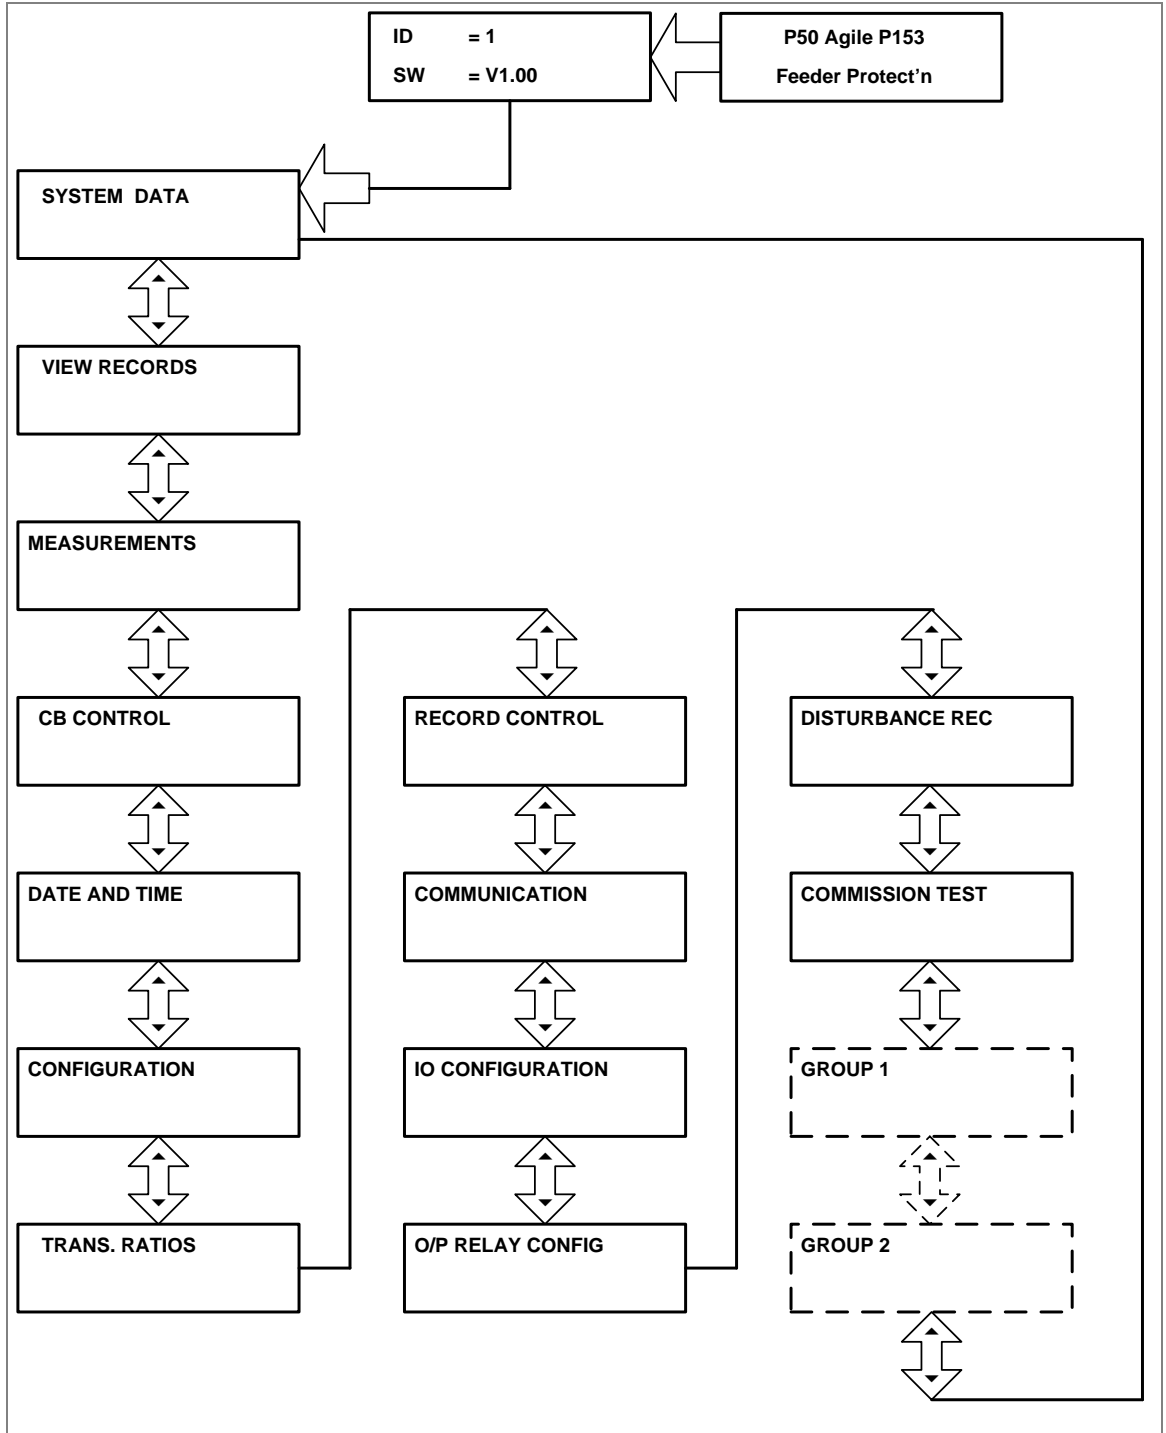 ID = 1
SW = V1.00
P50 Agile P153
Feeder Protect’n
SYSTEM DATA
VIEW RECORDS
MEASUREMENTS
CB CONTROL
DATE AND TIME
CONFIGURATION
TRANS. RATIOS
RECORD CONTROL
COMMUNICATION
IO CONFIGURATION
O/P RELAY CONFIG
DISTURBANCE REC
COMMISSION TEST
GROUP 1
GROUP 2